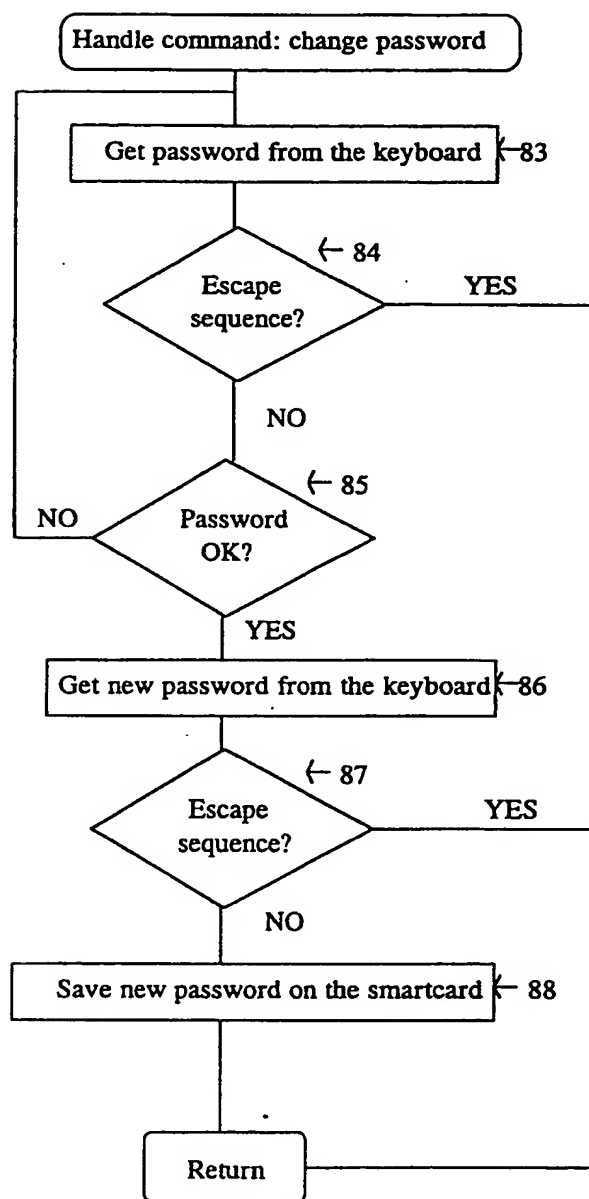 Handle command: change password
Get password from the keyboard ← 83
← 84
Escape
sequence?
YES
NO
← 85
Password
OK?
NO
YES
Get new password from the keyboard ← 86
← 87
Escape
sequence?
YES
NO
Save new password on the smartcard ← 88
Return